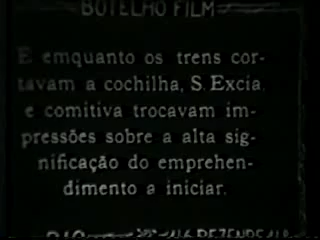 BOTELHO FILM
E emquanto os trens cor-
tavam a cochilha, S. Excia.
e comitiva trocavam im-
pressões sobre a alta sig-
nificação do emprehen-
dimento a iniciar.